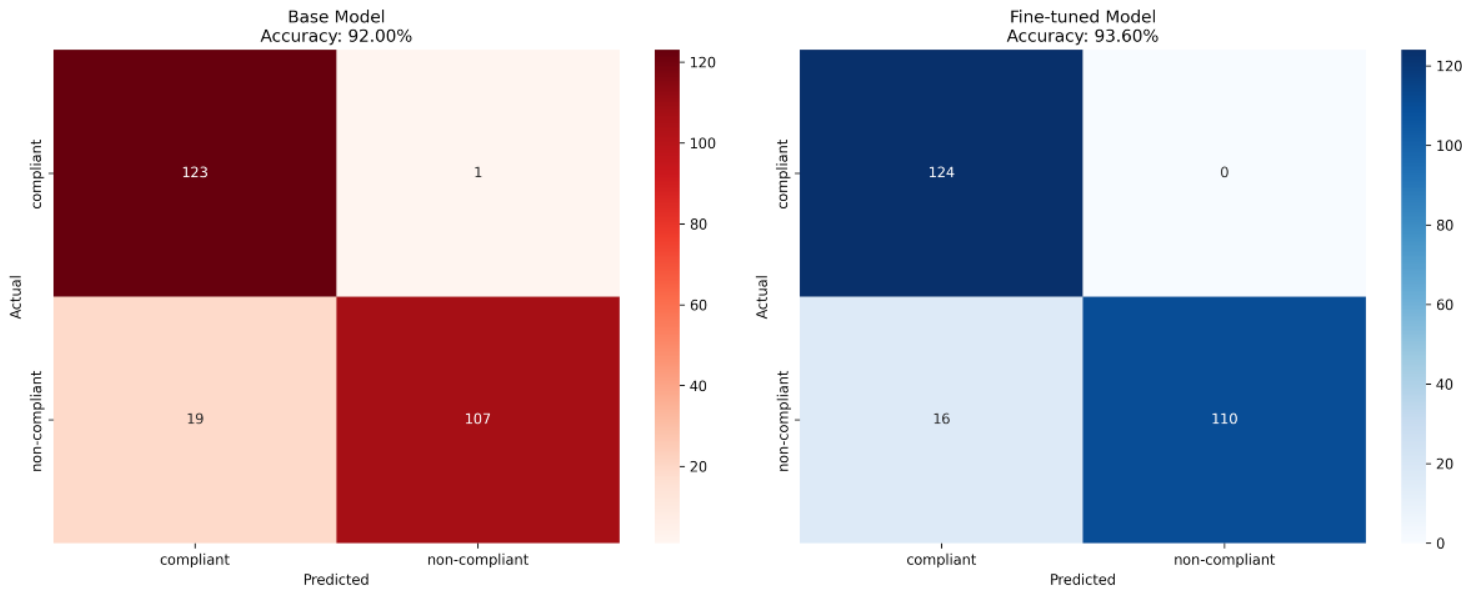 Base Model
Accuracy: 92.00%
Actual
compliant
non-compliant
123
1
19
107
compliant
non-compliant
Predicted
120
100
80
60
40
20
Fine-tuned Model
Accuracy: 93.60%
Actual
compliant
non-compliant
124
0
16
110
compliant
non-compliant
Predicted
120
100
80
60
40
20
0